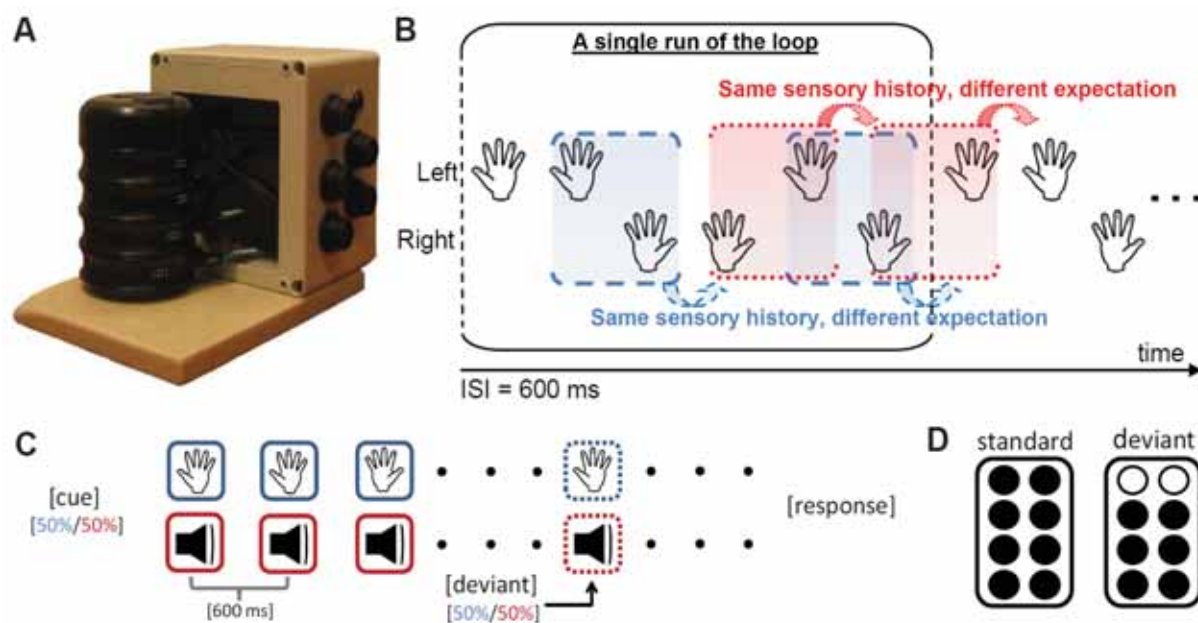 A
B
A single run of the loop
Same sensory history, different expectation
Left
Right
Same sensory history, different expectation
time
ISI = 600 ms
C
[cue]
[50%/50%]
[response]
[600 ms]
[deviant]
[50%/50%]
D
standard
deviant